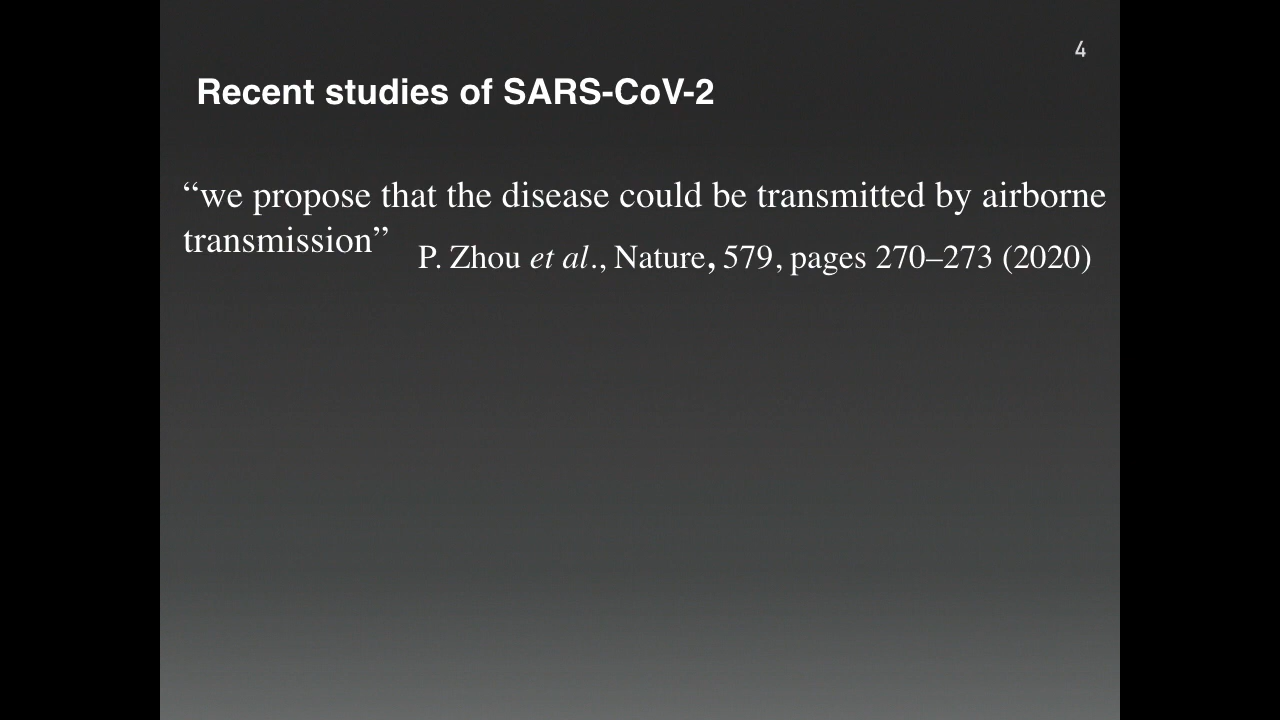 4
Recent studies of SARS-CoV-2
“we propose that the disease could be transmitted by airborne
transmission”
P. Zhou et al., Nature, 579, pages 270–273 (2020)